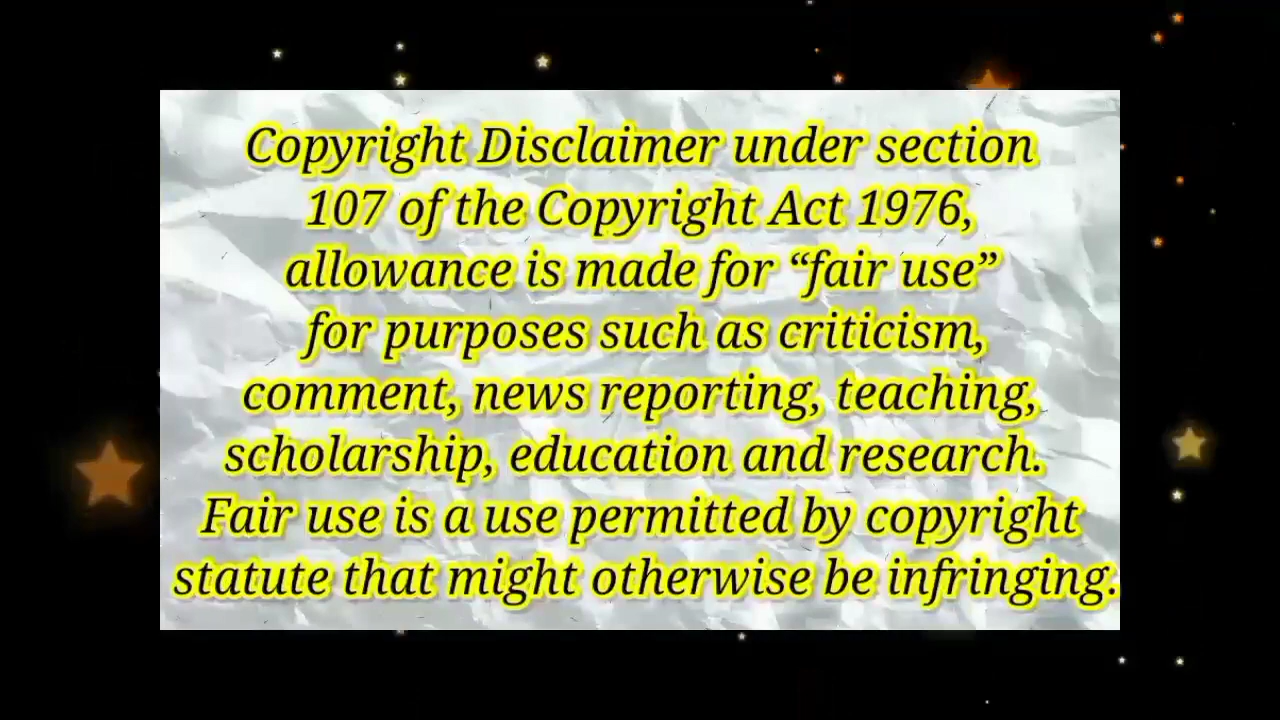 Copyright Disclaimer under section
107 of the Copyright Act 1976,
allowance is made for “fair use”
for purposes such as criticism,
comment, news reporting, teaching,
scholarship, education and research.
Fair use is a use permitted by copyright
statute that might otherwise be infringing.